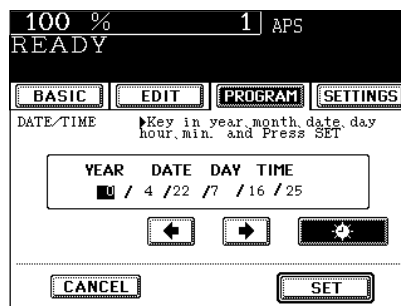 100 % 1 APS
READY
BASIC EDIT PROGRAM SETTINGS
DATE/TIME ▶Key in year,month,date,day
hour,min. and Press SET
YEAR DATE DAY TIME
0 / 4 /22 /7 /16 /25
CANCEL SET